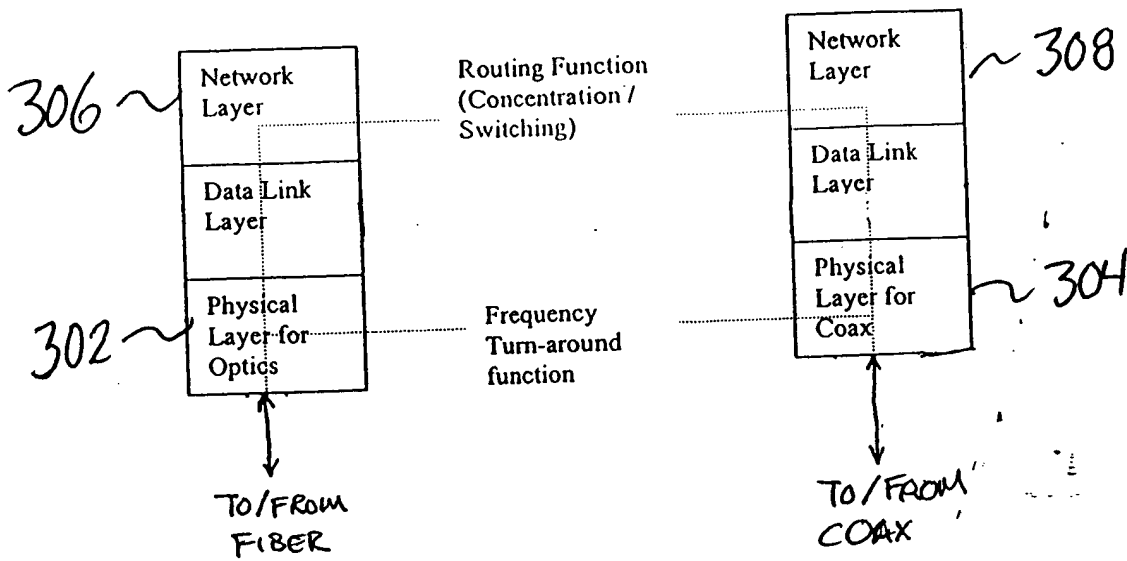 306
Network
Layer
Data Link
Layer
302
Physical
Layer for
Optics
TO/FROM
FIBER
Routing Function
(Concentration /
Switching)
Frequency
Turn-around
function
Network
Layer
308
Data Link
Layer
Physical
Layer for
Coax
304
TO/FROM
COAX